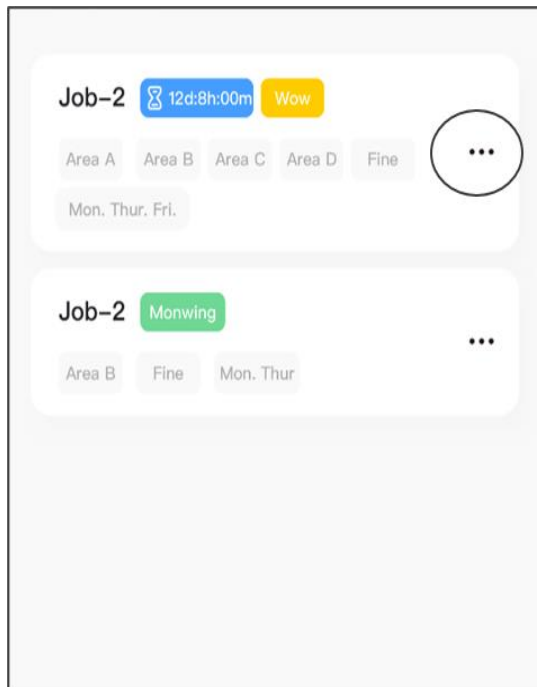 Job-2 12d:8h:00m Wow
Area A Area B Area C Area D Fine
...
Mon. Thur. Fri.
Job-2 Monwing
...
Area B Fine Mon. Thur